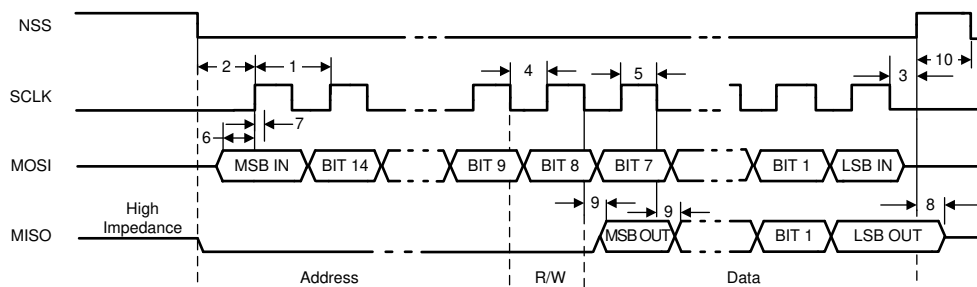 NSS
2 1 4 5 3 10
SCLK
6 7
MOSI MSB IN BIT 14 BIT 9 BIT 8 BIT 7 BIT 1 LSB IN
High
Impedance
9 9 8
MISO MSB OUT BIT 1 LSB OUT
Address R/W Data